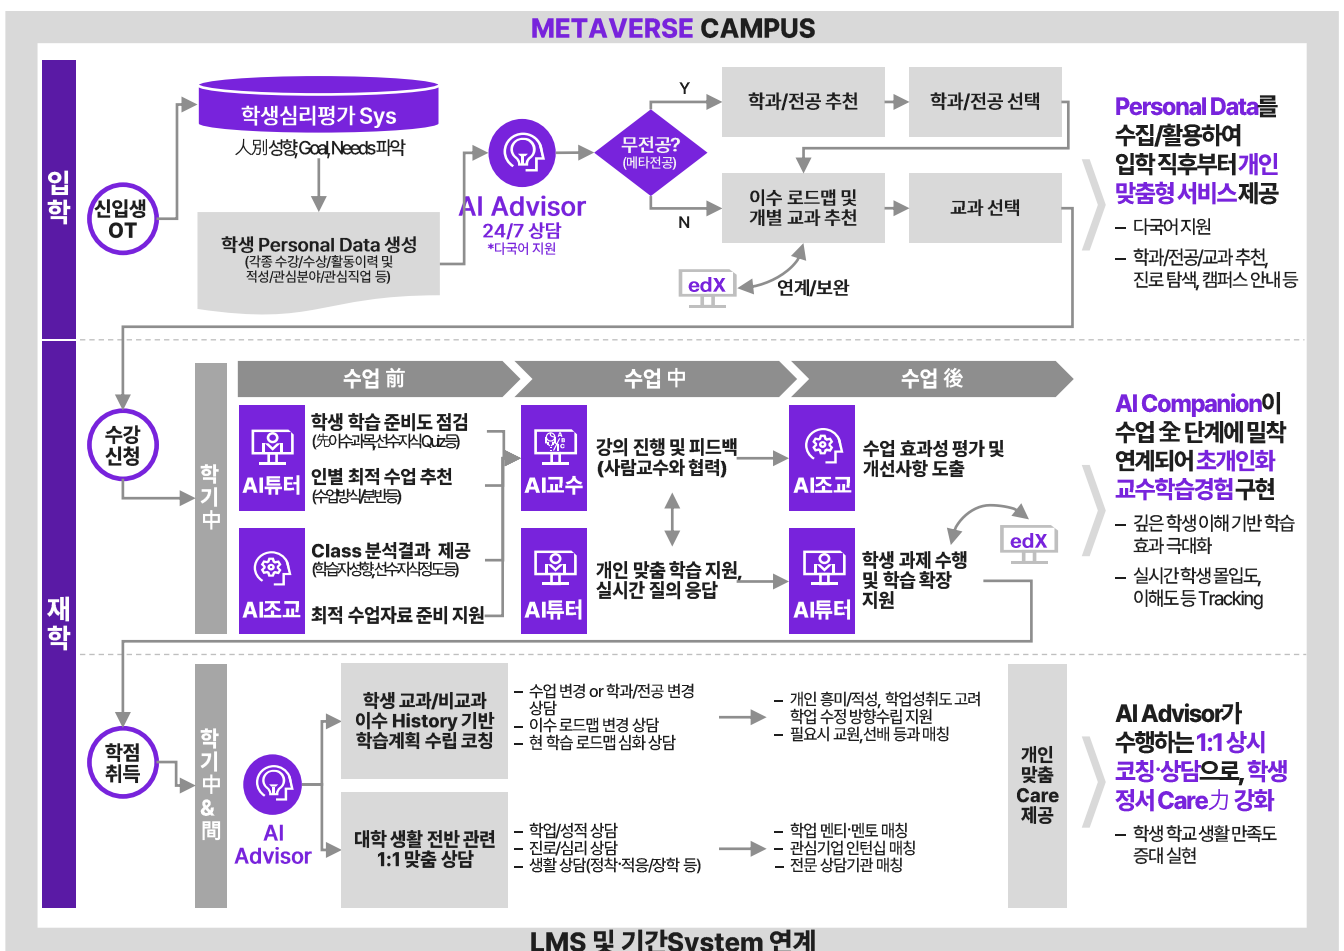 METAVERSE CAMPUS
입학
신입생
OT
학생심리평가 Sys
人別 성향, Goal, Needs 파악
학생 Personal Data 생성
(각종 수강/수상/활동이력 및
적성/관심분야/관심직업 등)
AI Advisor
24/7 상담
*다국어 지원
무전공?
(메타전공)
Y
N
학과/전공 추천
학과/전공 선택
이수 로드맵 및
개별 교과 추천
교과 선택
edX
연계/보완
Personal Data를
수집/활용하여
입학 직후부터 개인
맞춤형 서비스 제공
– 다국어 지원
– 학과/전공/교과 추천,
진로 탐색, 캠퍼스 안내 등
재학
수강
신청
학기 中
수업 前
수업 中
수업 後
AI튜터
학생 학습 준비도 점검
(先이수과목, 선수지식 Quiz 등)
인별 최적 수업 추천
(수업방식/분반 등)
AI조교
Class 분석결과 제공
(학습자성향, 선수지식정도 등)
최적 수업자료 준비 지원
AI교수
강의 진행 및 피드백
(사람교수와 협력)
AI튜터
개인 맞춤 학습 지원,
실시간 질의 응답
AI조교
수업 효과성 평가 및
개선사항 도출
AI튜터
학생 과제 수행
및 학습 확장
지원
edX
AI Companion이
수업 全 단계에 밀착
연계되어 초개인화
교수학습경험 구현
– 깊은 학생 이해 기반 학습
효과 극대화
– 실시간 학생 몰입도,
이해도 등 Tracking
학점
취득
학기 中 & 間
AI
Advisor
학생 교과/비교과
이수 History 기반
학습계획 수립 코칭
– 수업 변경 or 학과/전공 변경
상담
– 이수 로드맵 변경 상담
– 현 학습 로드맵 심화 상담
– 개인 흥미/적성, 학업성취도 고려
학업 수정 방향수립 지원
– 필요시 교원, 선배 등과 매칭
대학 생활 전반 관련
1:1 맞춤 상담
– 학업/성적 상담
– 진로/심리 상담
– 생활 상담(정착·적응/장학 등)
– 학업 멘티·멘토 매칭
– 관심기업 인턴십 매칭
– 전문 상담기관 매칭
개인
맞춤
Care
제공
AI Advisor가
수행하는 1:1 상시
코칭·상담으로, 학생
정서 Care力 강화
– 학생 학교 생활 만족도
증대 실현
LMS 및 기간System 연계